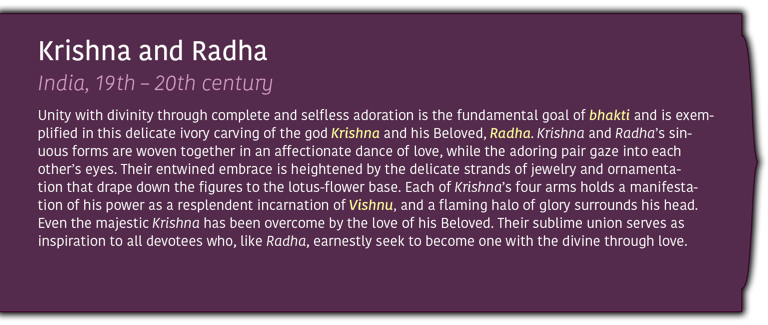 Krishna and Radha
India, 19th – 20th century
Unity with divinity through complete and selfless adoration is the fundamental goal of bhakti and is exem-
plified in this delicate ivory carving of the god Krishna and his Beloved, Radha. Krishna and Radha's sin-
uous forms are woven together in an affectionate dance of love, while the adoring pair gaze into each
other's eyes. Their entwined embrace is heightened by the delicate strands of jewelry and ornamenta-
tion that drape down the figures to the lotus-flower base. Each of Krishna's four arms holds a manifesta-
tion of his power as a resplendent incarnation of Vishnu, and a flaming halo of glory surrounds his head.
Even the majestic Krishna has been overcome by the love of his Beloved. Their sublime union serves as
inspiration to all devotees who, like Radha, earnestly seek to become one with the divine through love.